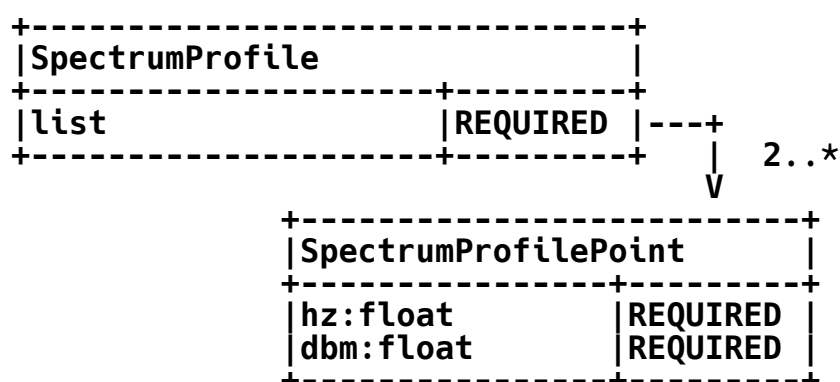 +-------------------------------+
|SpectrumProfile                |
+---------------------+---------+
|list                 |REQUIRED |---+
+---------------------+---------+   |  2..*
                                    V
              +--------------------------+
              |SpectrumProfilePoint      |
              +----------------+---------+
              |hz:float        |REQUIRED |
              |dbm:float       |REQUIRED |
              +----------------+---------+